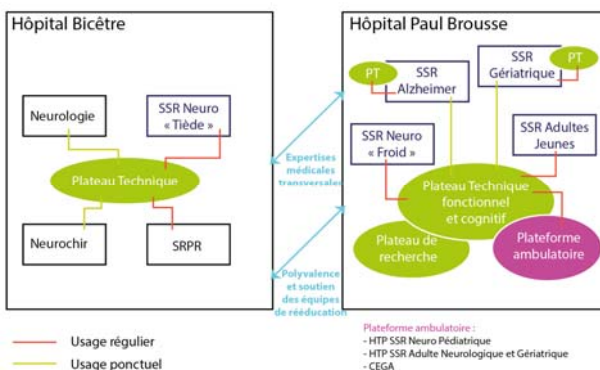 Hôpital Bicêtre
Neurologie
SSR Neuro
« Tiède »
Plateau Technique
Neurochir
SRPR
Expertises
médicales
transversales
Polyvalence
et soutien
des équipes
de rééducation
Hôpital Paul Brousse
PT
SSR
Alzheimer
SSR
Gériatrique
PT
SSR Neuro
« Froid »
SSR Adultes
Jeunes
Plateau Technique
fonctionnel
et cognitif
Plateau de
recherche
Plateforme
ambulatoire
Usage régulier
Usage ponctuel
Plateforme ambulatoire :
- HTP SSR Neuro Pédiatrique
- HTP SSR Adulte Neurologique et Gériatrique
- CEGA